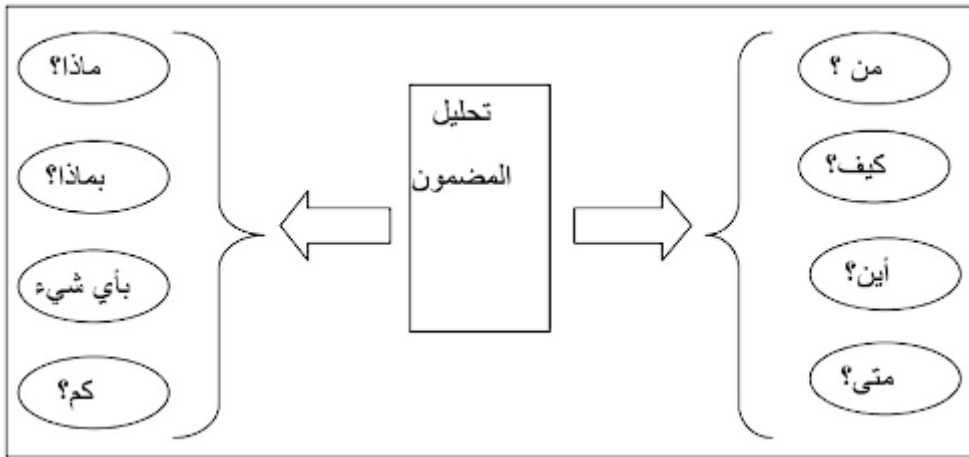 من ؟
كيف؟
أين؟
متى؟
تحليل
المضمون
ماذا؟
بماذا؟
بأي شيء
كم؟